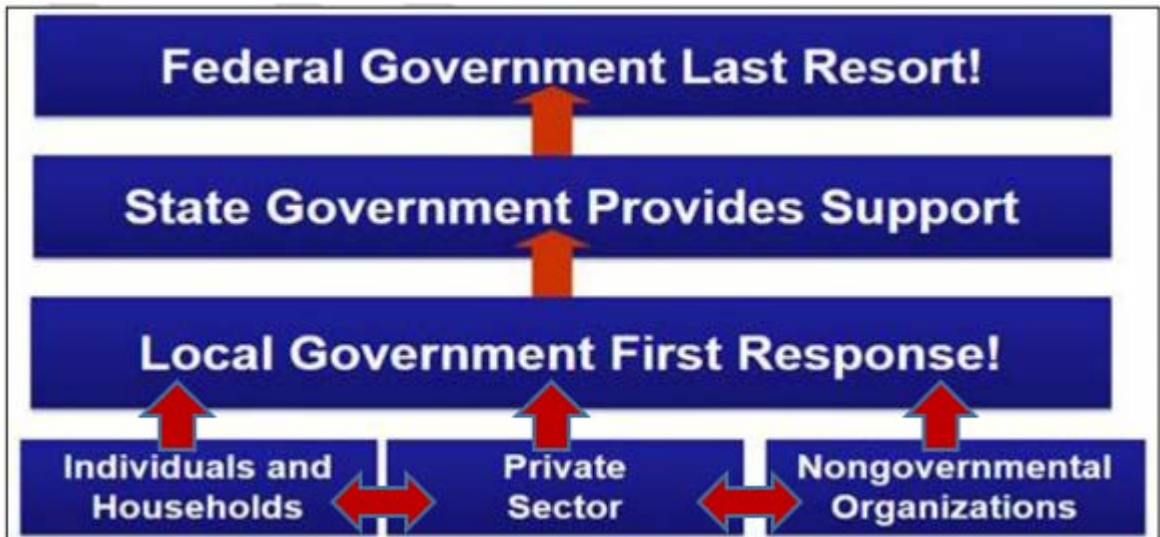 Federal Government Last Resort!
State Government Provides Support
Local Government First Response!
Individuals and
Households
Private
Sector
Nongovernmental
Organizations